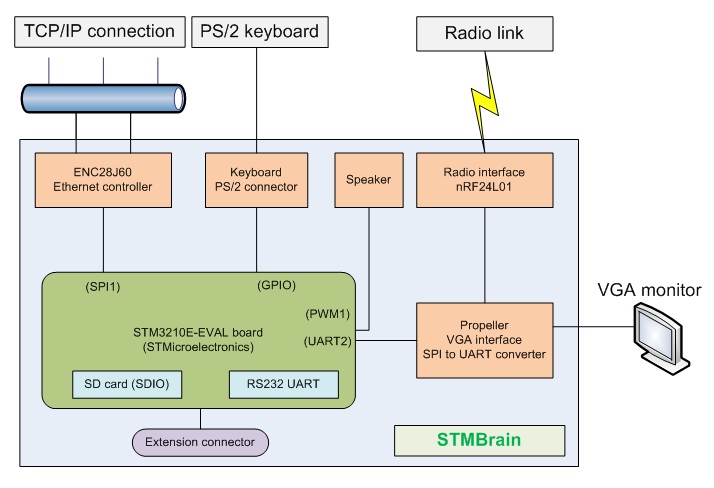 TCP/IP connection
PS/2 keyboard
Radio link
ENC28J60
Ethernet controller
Keyboard
PS/2 connector
Speaker
Radio interface
nRF24L01
(SPI1)
(GPIO)
(PWM1)
STM3210E-EVAL board
(STMicroelectronics)
(UART2)
SD card (SDIO)
RS232 UART
Propeller
VGA interface
SPI to UART converter
VGA monitor
Extension connector
STMBrain